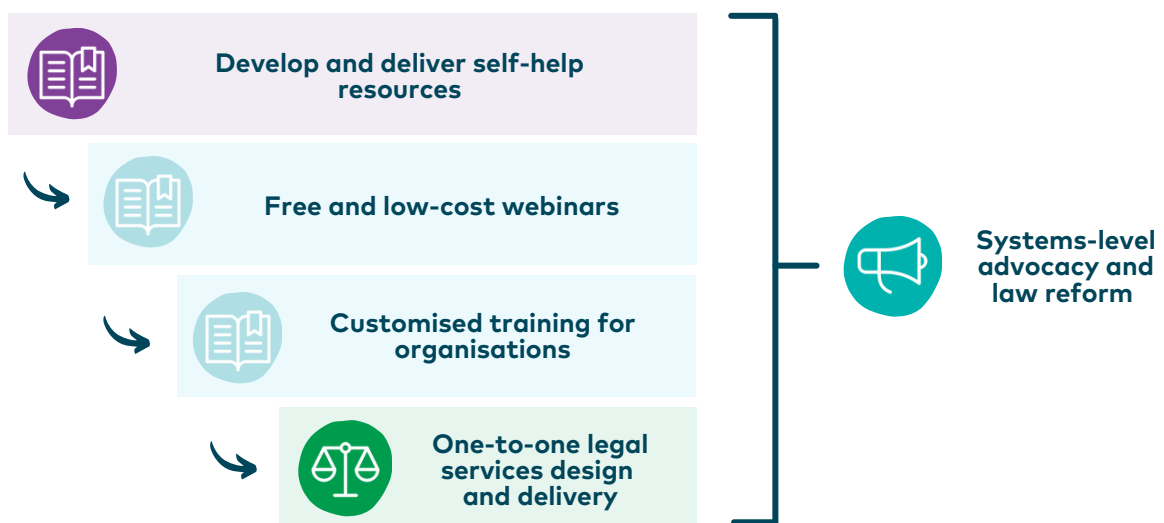 Develop and deliver self-help
resources
Free and low-cost webinars
Customised training for
organisations
One-to-one legal
services design
and delivery
Systems-level
advocacy and
law reform